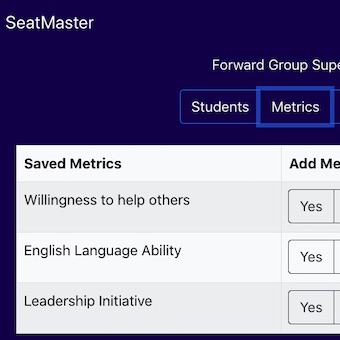 SeatMaster
Forward Group Supe
Students Metrics
Saved Metrics Add Me
Willingness to help others Yes
English Language Ability Yes
Leadership Initiative Yes